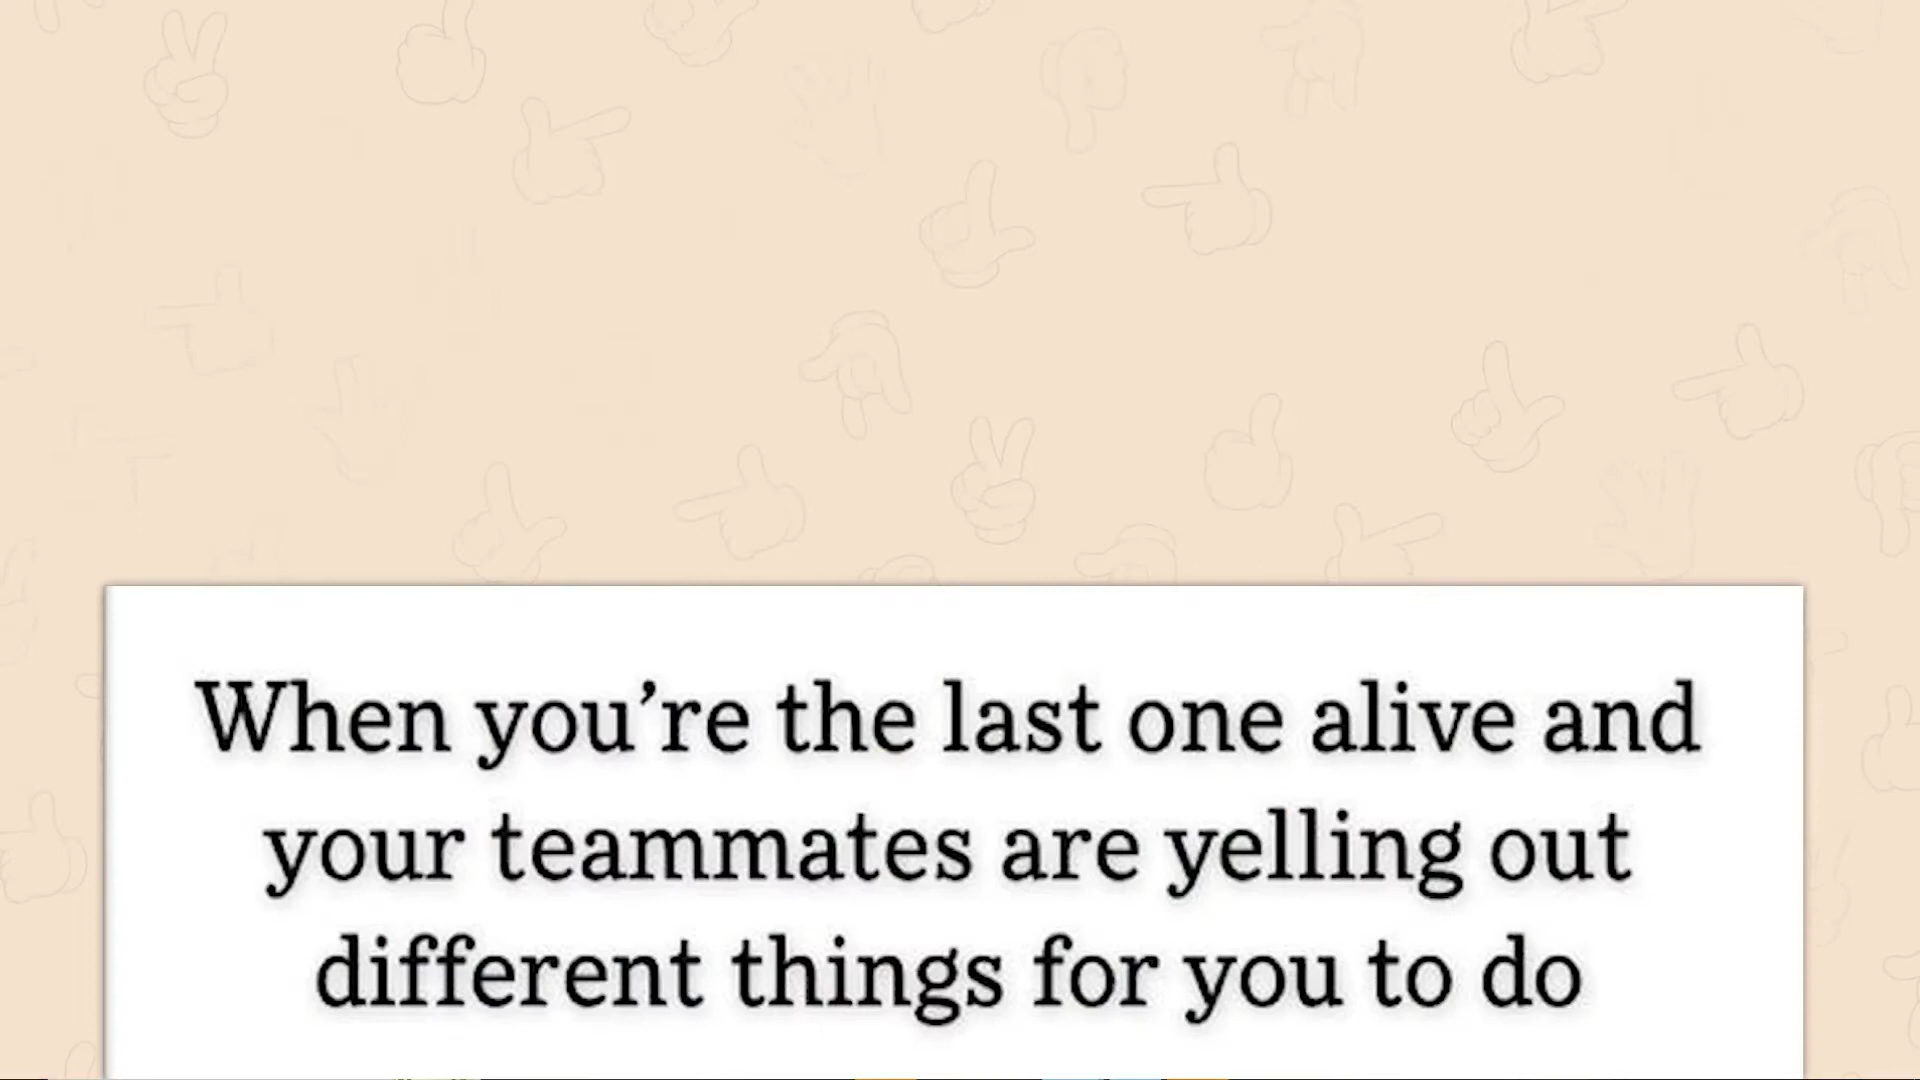 When you’re the last one alive and
your teammates are yelling out
different things for you to do